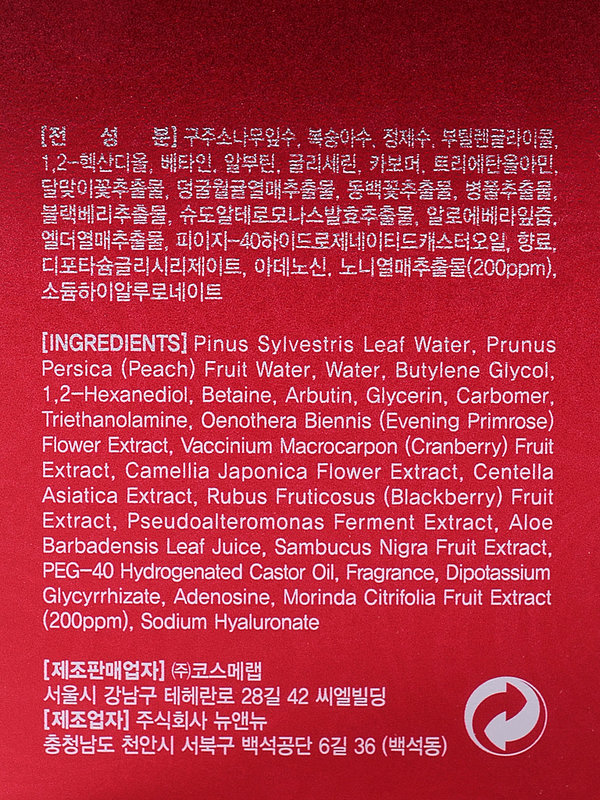 [전 성 분] 구주소나무잎수, 복숭아수, 정제수, 부틸렌글라이콜,
1,2-헥산디올, 베타인, 알부틴, 글리세린, 카보머, 트리에탄올아민,
달맞이꽃추출물, 덩굴월귤열매추출물, 동백꽃추출물, 병풀추출물,
블랙베리추출물, 슈도알테로모나스발효추출물, 알로에베라잎즙,
엘더열매추출물, 피이지-40하이드로제네이티드캐스터오일, 향료,
디포타슘글리시리제이트, 아데노신, 노니열매추출물(200ppm),
소듐하이알루로네이트
[INGREDIENTS] Pinus Sylvestris Leaf Water, Prunus
Persica (Peach) Fruit Water, Water, Butylene Glycol,
1,2-Hexanediol, Betaine, Arbutin, Glycerin, Carbomer,
Triethanolamine, Oenothera Biennis (Evening Primrose)
Flower Extract, Vaccinium Macrocarpon (Cranberry) Fruit
Extract, Camellia Japonica Flower Extract, Centella
Asiatica Extract, Rubus Fruticosus (Blackberry) Fruit
Extract, Pseudoalteromonas Ferment Extract, Aloe
Barbadensis Leaf Juice, Sambucus Nigra Fruit Extract,
PEG-40 Hydrogenated Castor Oil, Fragrance, Dipotassium
Glycyrrhizate, Adenosine, Morinda Citrifolia Fruit Extract
(200ppm), Sodium Hyaluronate
[제조판매업자] ㈜코스메랩
서울시 강남구 테헤란로 28길 42 씨엘빌딩
[제조업자] 주식회사 뉴앤뉴
충청남도 천안시 서북구 백석공단 6길 36 (백석동)